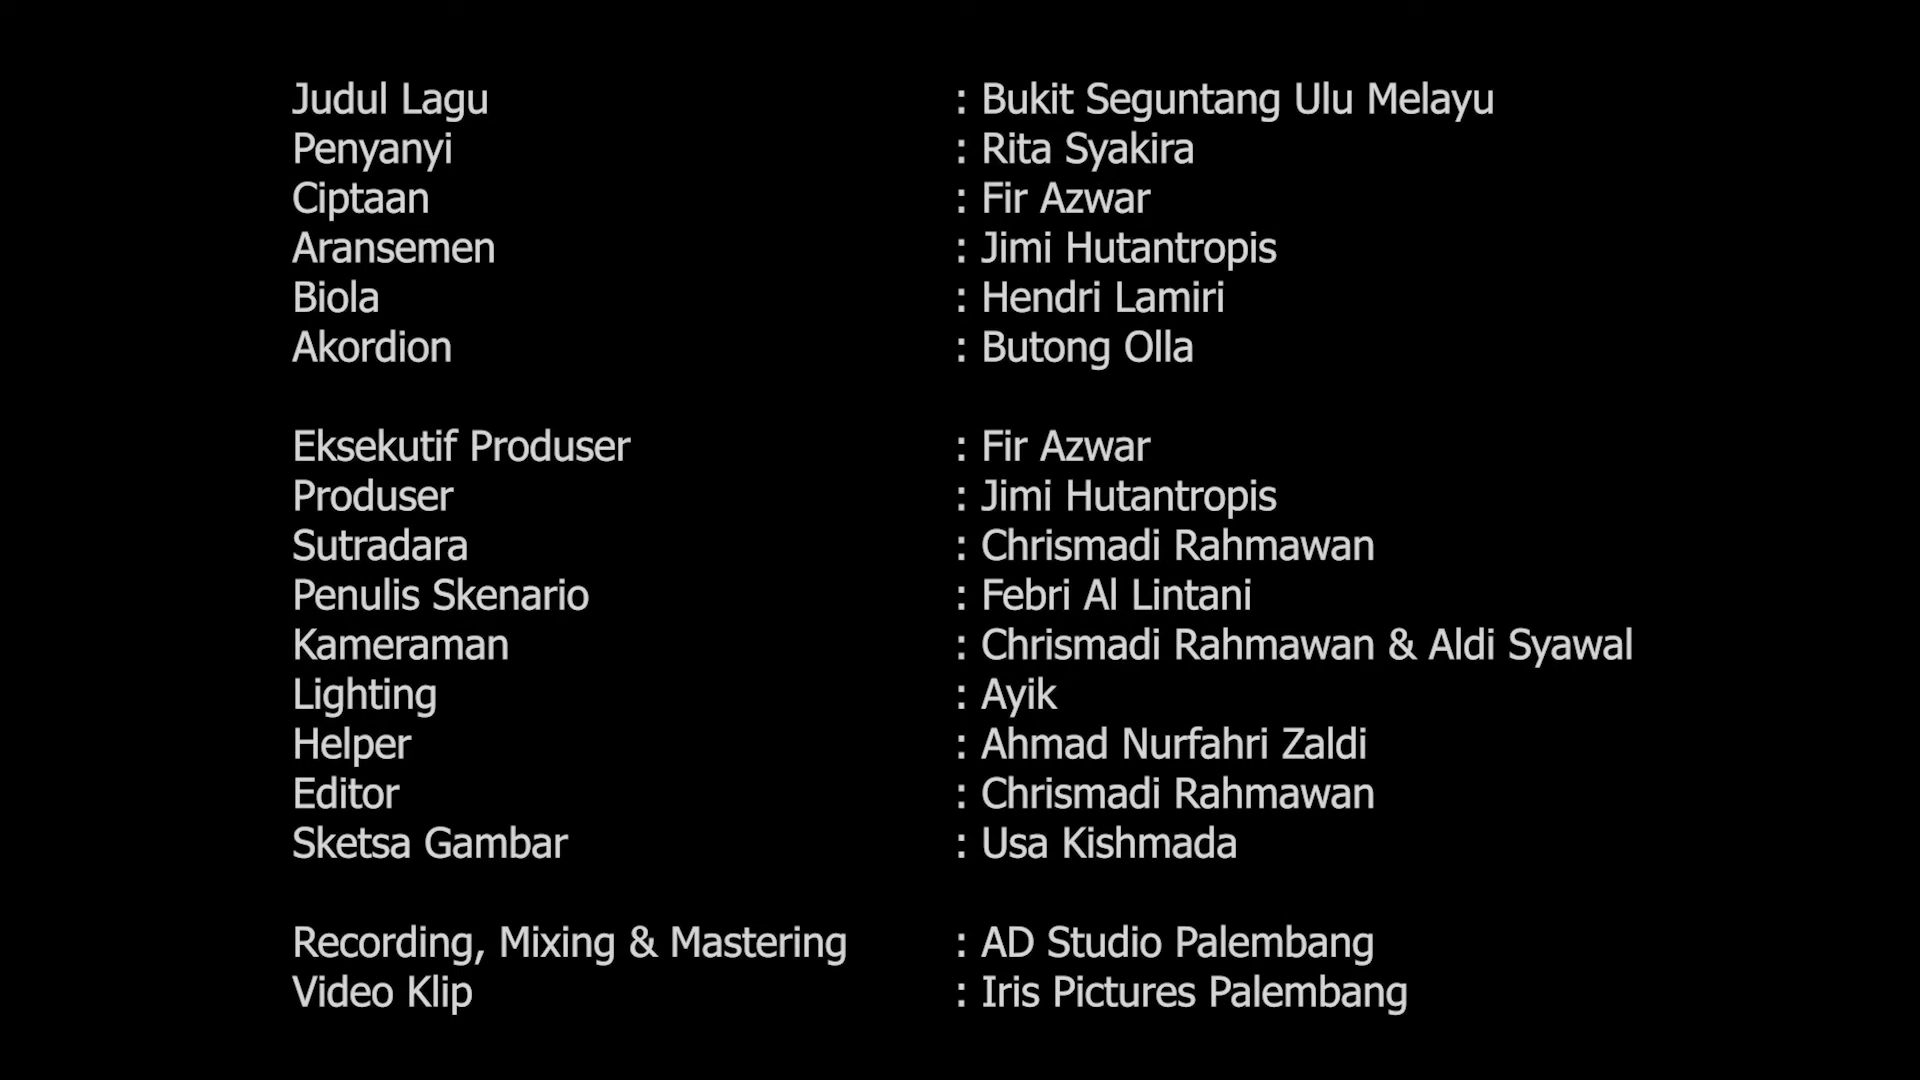 Judul Lagu : Bukit Seguntang Ulu Melayu
Penyanyi : Rita Syakira
Ciptaan : Fir Azwar
Aransemen : Jimi Hutantropis
Biola : Hendri Lamiri
Akordion : Butong Olla
Eksekutif Produser : Fir Azwar
Produser : Jimi Hutantropis
Sutradara : Chrismadi Rahmawan
Penulis Skenario : Febri Al Lintani
Kameraman : Chrismadi Rahmawan & Aldi Syawal
Lighting : Ayik
Helper : Ahmad Nurfahri Zaldi
Editor : Chrismadi Rahmawan
Sketsa Gambar : Usa Kishmada
Recording, Mixing & Mastering : AD Studio Palembang
Video Klip : Iris Pictures Palembang